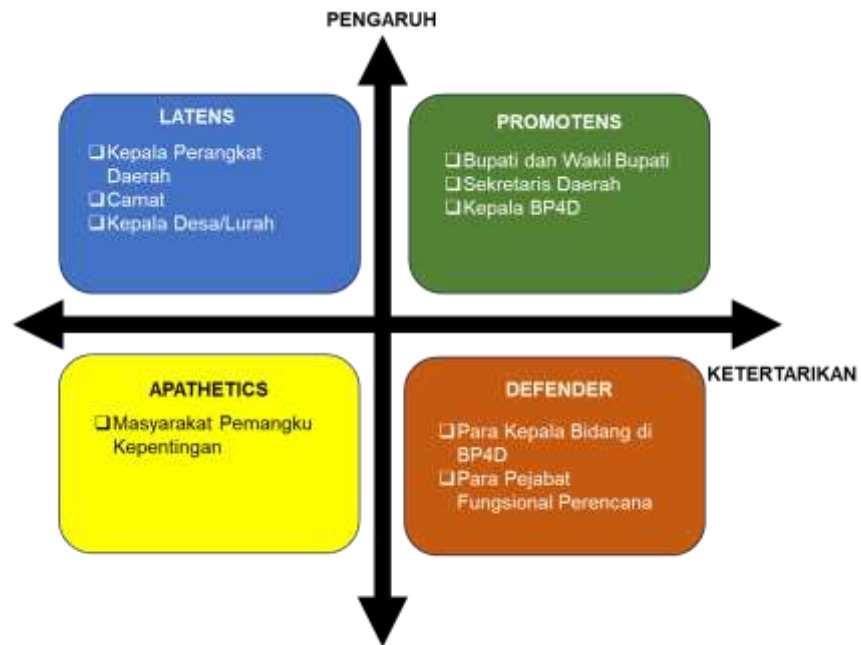 PENGARUH
LATENS
❑Kepala Perangkat
Daerah
❑Camat
❑Kepala Desa/Lurah
PROMOTENS
❑Bupati dan Wakil Bupati
❑Sekretaris Daerah
❑Kepala BP4D
KETERTARIKAN
APATHETICS
❑Masyarakat Pemangku
Kepentingan
DEFENDER
❑Para Kepala Bidang di
BP4D
❑Para Pejabat
Fungsional Perencana